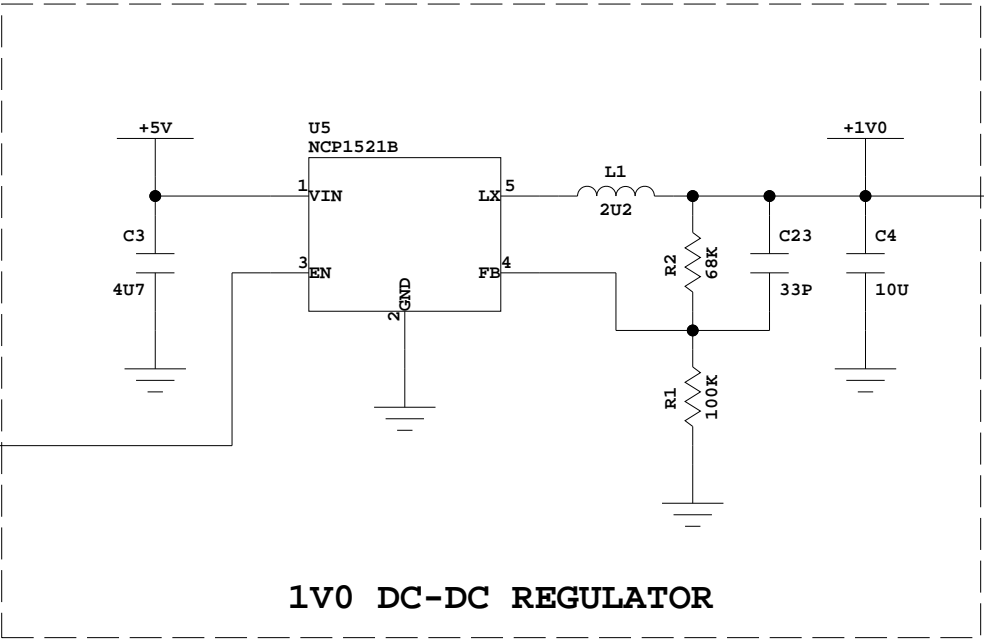 +5V
U5
NCP1521B
+1V0
1
VIN
LX
5
L1
2U2
C3
4U7
3
EN
FB
4
2
GND
R2
68K
C23
33P
C4
10U
R1
100K
1V0 DC-DC REGULATOR